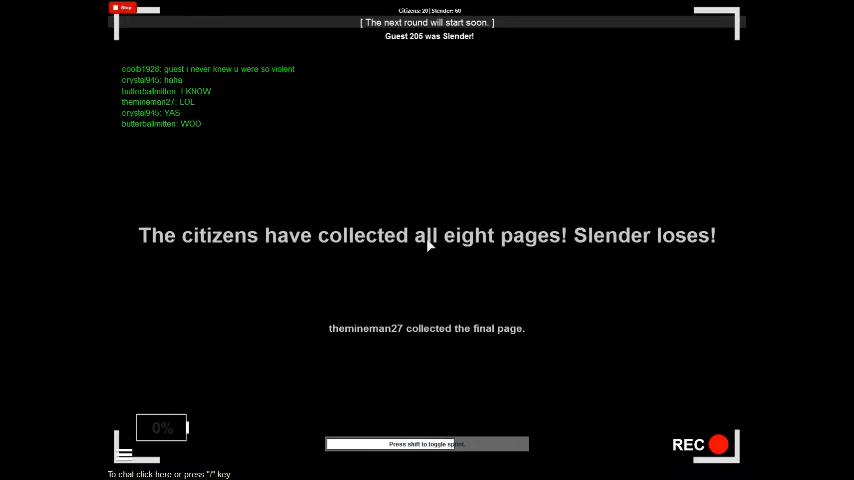 Stop
Citizens: 20| Slender: 60
[ The next round will start soon. ]
Guest 205 was Slender!
coolb1928: guest i never knew u were so violent
crystal945: haha
butterballmitten: I KNOW
themineman27: LOL
crystal945: YAS
butterballmitten: WOO
The citizens have collected all eight pages! Slender loses!
themineman27 collected the final page.
0%
Press shift to toggle sprint.
REC
To chat click here or press "/" key